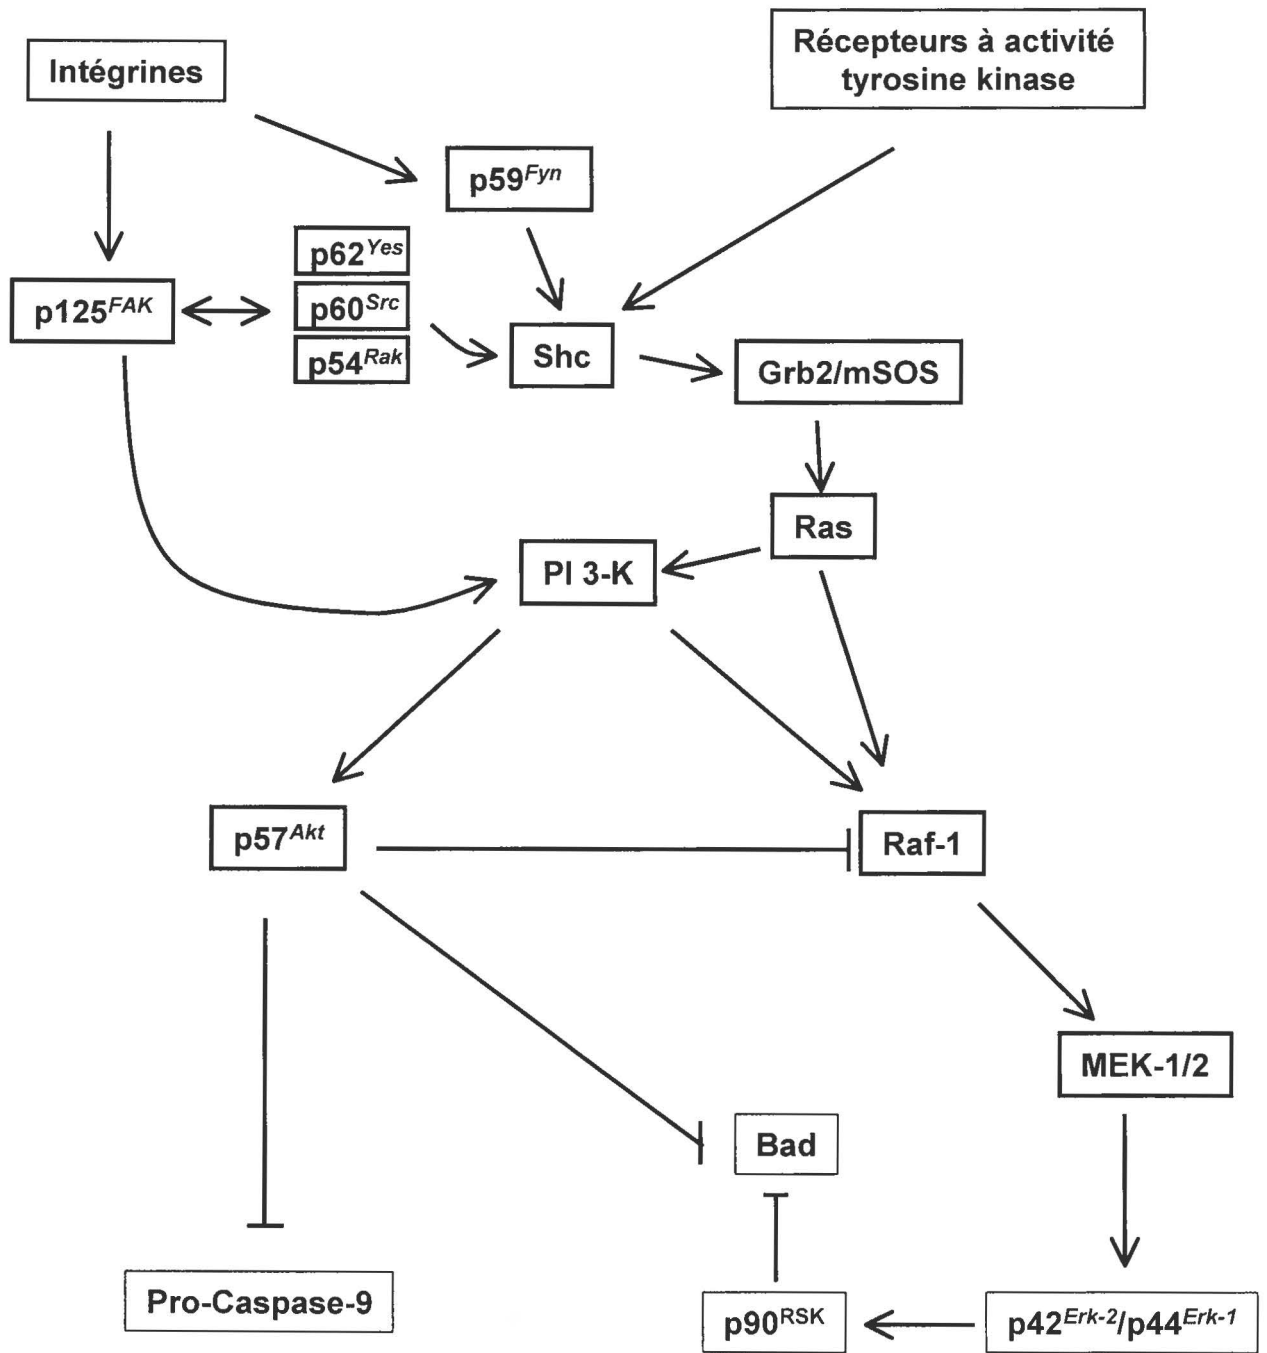 Intégrines
Récepteurs à activité
tyrosine kinase
p59Fyn
p62Yes
p125FAK
p60Src
p54Rak
Shc
Grb2/mSOS
Ras
PI 3-K
p57Akt
Raf-1
MEK-1/2
Bad
Pro-Caspase-9
p90RSK
p42Erk-2/p44Erk-1